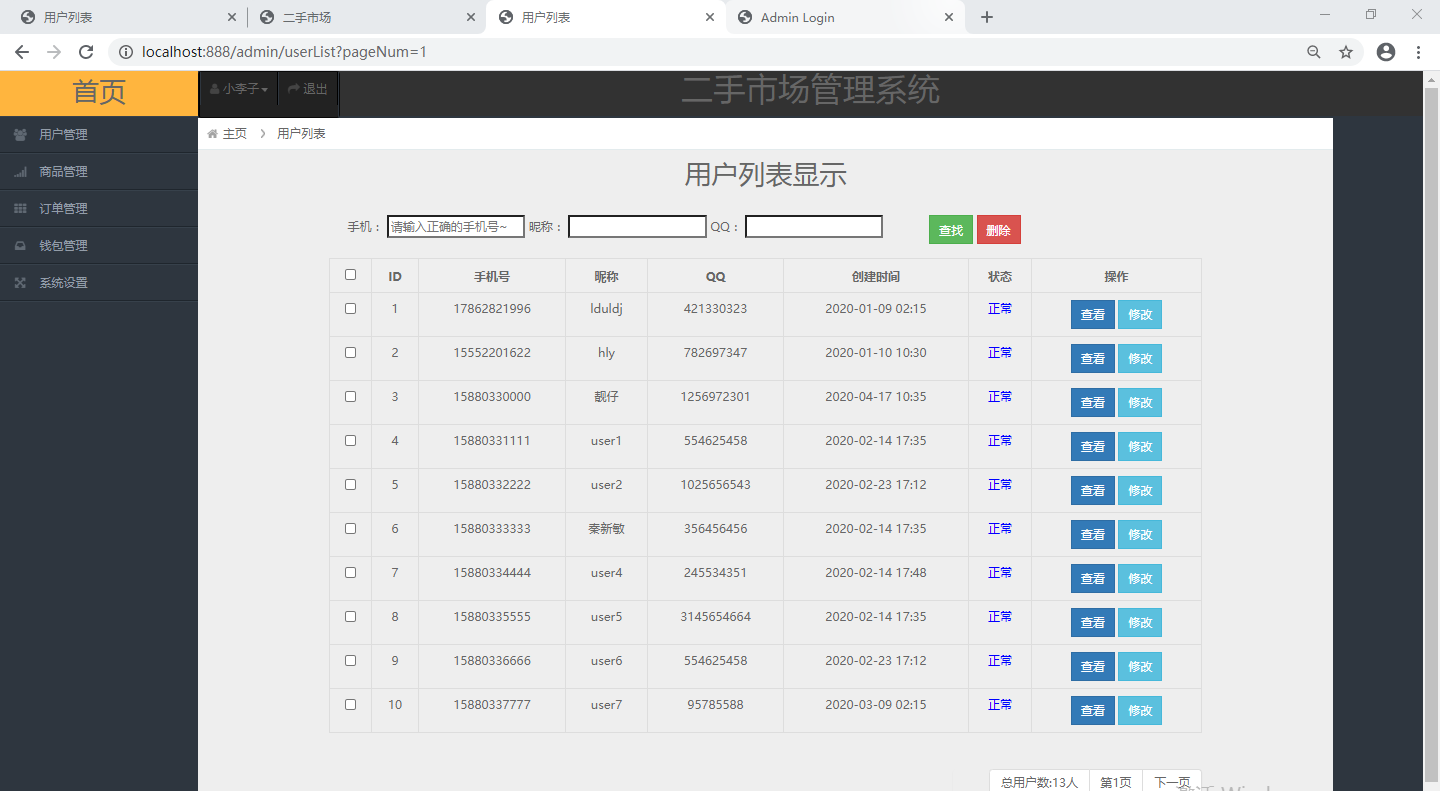 用户列表 二手市场 用户列表 Admin Login
localhost:888/admin/userList?pageNum=1
首页 小李子 退出 二手市场管理系统
用户管理
商品管理
订单管理
钱包管理
系统设置
主页 用户列表
用户列表显示
手机： 请输入正确的手机号~ 昵称： QQ： 查找 删除
ID 手机号 昵称 QQ 创建时间 状态 操作
1 17862821996 lduldj 421330323 2020-01-09 02:15 正常 查看 修改
2 15552201622 hly 782697347 2020-01-10 10:30 正常 查看 修改
3 15880330000 靓仔 1256972301 2020-04-17 10:35 正常 查看 修改
4 15880331111 user1 554625458 2020-02-14 17:35 正常 查看 修改
5 15880332222 user2 1025656543 2020-02-23 17:12 正常 查看 修改
6 15880333333 秦新敏 356456456 2020-02-14 17:35 正常 查看 修改
7 15880334444 user4 245534351 2020-02-14 17:48 正常 查看 修改
8 15880335555 user5 3145654664 2020-02-14 17:35 正常 查看 修改
9 15880336666 user6 554625458 2020-02-23 17:12 正常 查看 修改
10 15880337777 user7 95785588 2020-03-09 02:15 正常 查看 修改
总用户数:13人 第1页 下一页